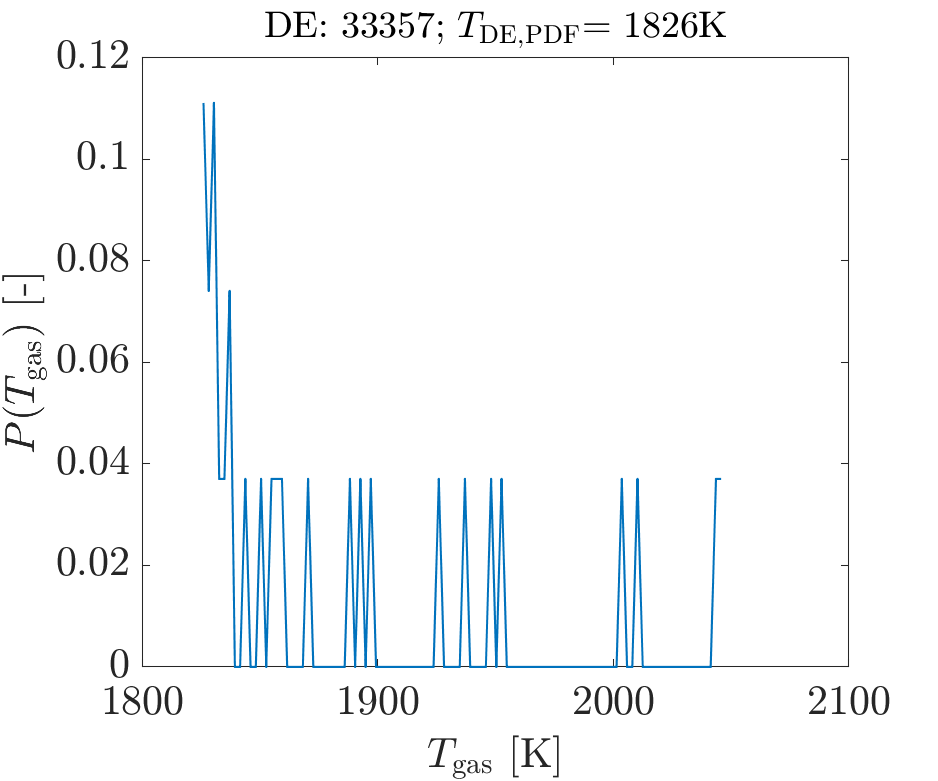 DE: 33357; T_DE,PDF= 1826K
0.12
0.1
0.08
0.06
0.04
0.02
0
P(T_gas) [-]
1800 1900 2000 2100
T_gas [K]